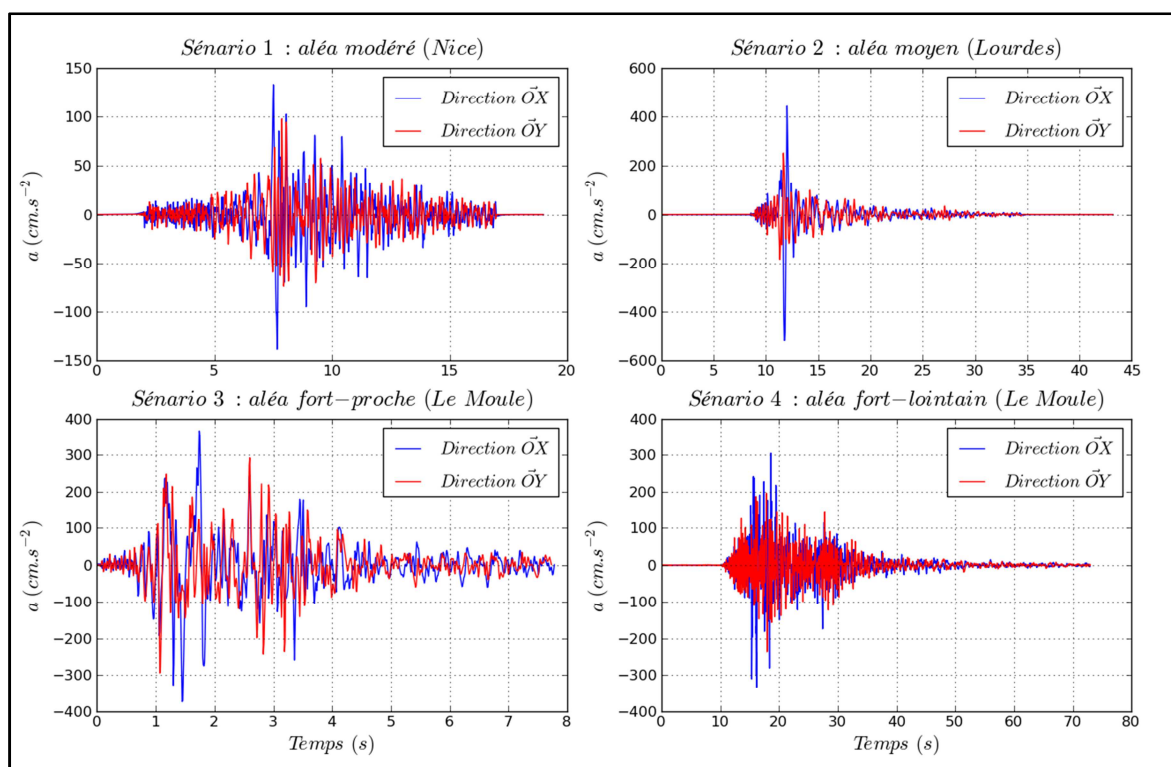 Sénario 1 : aléa modéré (Nice)
150
100
50
0
−50
−100
−150
a (cm.s⁻²)
0 5 10 15 20
Direction O⃗X
Direction O⃗Y
Sénario 2 : aléa moyen (Lourdes)
600
400
200
0
−200
−400
−600
a (cm.s⁻²)
0 5 10 15 20 25 30 35 40 45
Direction O⃗X
Direction O⃗Y
Sénario 3 : aléa fort−proche (Le Moule)
400
300
200
100
0
−100
−200
−300
−400
a (cm.s⁻²)
0 1 2 3 4 5 6 7 8
Temps (s)
Direction O⃗X
Direction O⃗Y
Sénario 4 : aléa fort−lointain (Le Moule)
400
300
200
100
0
−100
−200
−300
−400
a (cm.s⁻²)
0 10 20 30 40 50 60 70 80
Temps (s)
Direction O⃗X
Direction O⃗Y